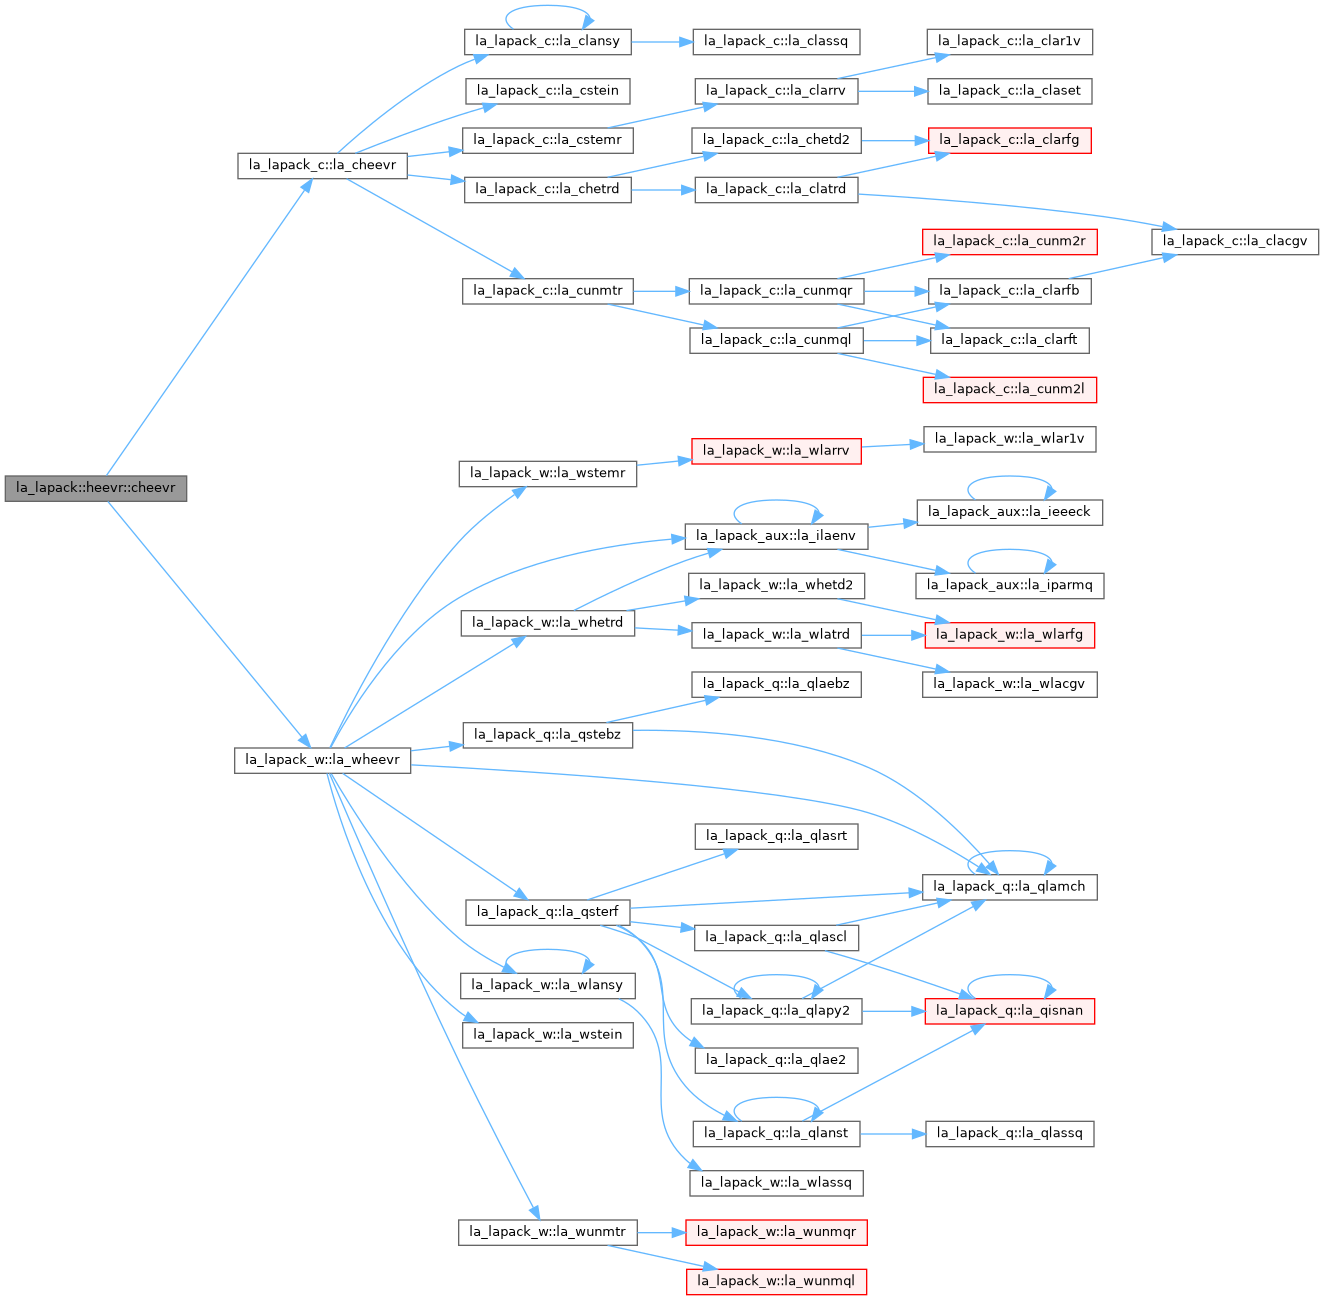 la_lapack::heevr::cheevr
la_lapack_c::la_cheevr
la_lapack_w::la_wheevr
la_lapack_c::la_clansy
la_lapack_c::la_cstein
la_lapack_c::la_cstemr
la_lapack_c::la_chetrd
la_lapack_c::la_cunmtr
la_lapack_w::la_wstemr
la_lapack_w::la_whetrd
la_lapack_q::la_qstebz
la_lapack_q::la_qsterf
la_lapack_w::la_wlansy
la_lapack_w::la_wstein
la_lapack_w::la_wunmtr
la_lapack_c::la_classq
la_lapack_c::la_clarrv
la_lapack_c::la_chetd2
la_lapack_c::la_clatrd
la_lapack_c::la_cunmqr
la_lapack_c::la_cunmql
la_lapack_w::la_wlarrv
la_lapack_aux::la_ilaenv
la_lapack_w::la_whetd2
la_lapack_w::la_wlatrd
la_lapack_q::la_qlaebz
la_lapack_q::la_qlasrt
la_lapack_q::la_qlascl
la_lapack_q::la_qlapy2
la_lapack_q::la_qlae2
la_lapack_q::la_qlanst
la_lapack_w::la_wlassq
la_lapack_w::la_wunmqr
la_lapack_w::la_wunmql
la_lapack_c::la_clar1v
la_lapack_c::la_claset
la_lapack_c::la_clarfg
la_lapack_c::la_cunm2r
la_lapack_c::la_clarfb
la_lapack_c::la_clarft
la_lapack_c::la_cunm2l
la_lapack_w::la_wlar1v
la_lapack_aux::la_ieeeck
la_lapack_aux::la_iparmq
la_lapack_w::la_wlarfg
la_lapack_w::la_wlacgv
la_lapack_q::la_qlamch
la_lapack_q::la_qisnan
la_lapack_q::la_qlassq
la_lapack_c::la_clacgv